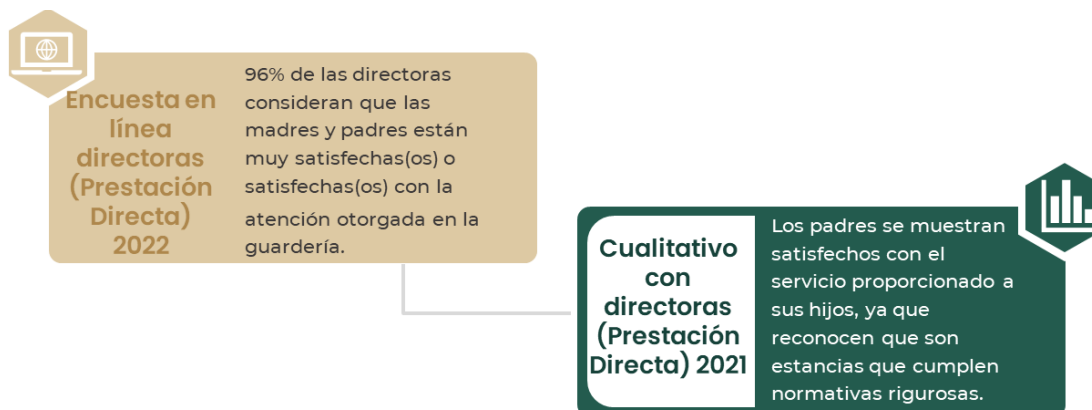 Encuesta en
línea
directoras
(Prestación
Directa)
2022
96% de las directoras
consideran que las
madres y padres están
muy satisfechas(os) o
satisfechas(os) con la
atención otorgada en la
guardería.
Cualitativo
con
directoras
(Prestación
Directa) 2021
Los padres se muestran
satisfechos con el
servicio proporcionado a
sus hijos, ya que
reconocen que son
estancias que cumplen
normativas rigurosas.